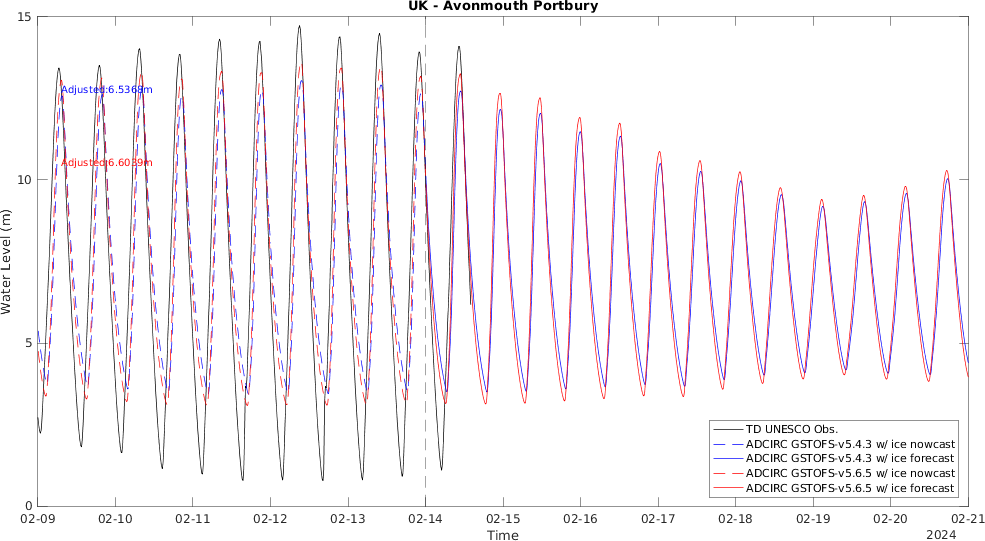 UK - Avonmouth Portbury
15
Adjusted:6.5368m
Adjusted:6.6039m
10
Water Level (m)
5
TD UNESCO Obs.
ADCIRC GSTOFS-v5.4.3 w/ ice nowcast
ADCIRC GSTOFS-v5.4.3 w/ ice forecast
ADCIRC GSTOFS-v5.6.5 w/ ice nowcast
ADCIRC GSTOFS-v5.6.5 w/ ice forecast
0
02-09 02-10 02-11 02-12 02-13 02-14 02-15 02-16 02-17 02-18 02-19 02-20 02-21
Time
2024